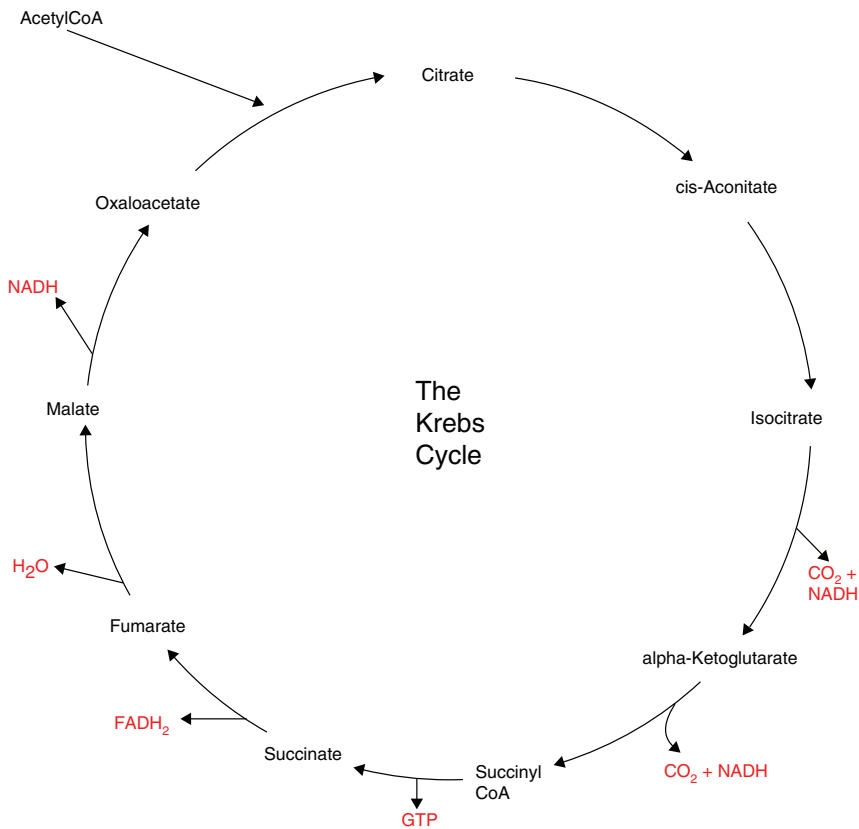 AcetylCoA
Citrate
cis-Aconitate
Oxaloacetate
NADH
The
Krebs
Cycle
Malate
Isocitrate
H₂O
CO₂ +
NADH
Fumarate
alpha-Ketoglutarate
FADH₂
Succinate
Succinyl
CoA
CO₂ + NADH
GTP